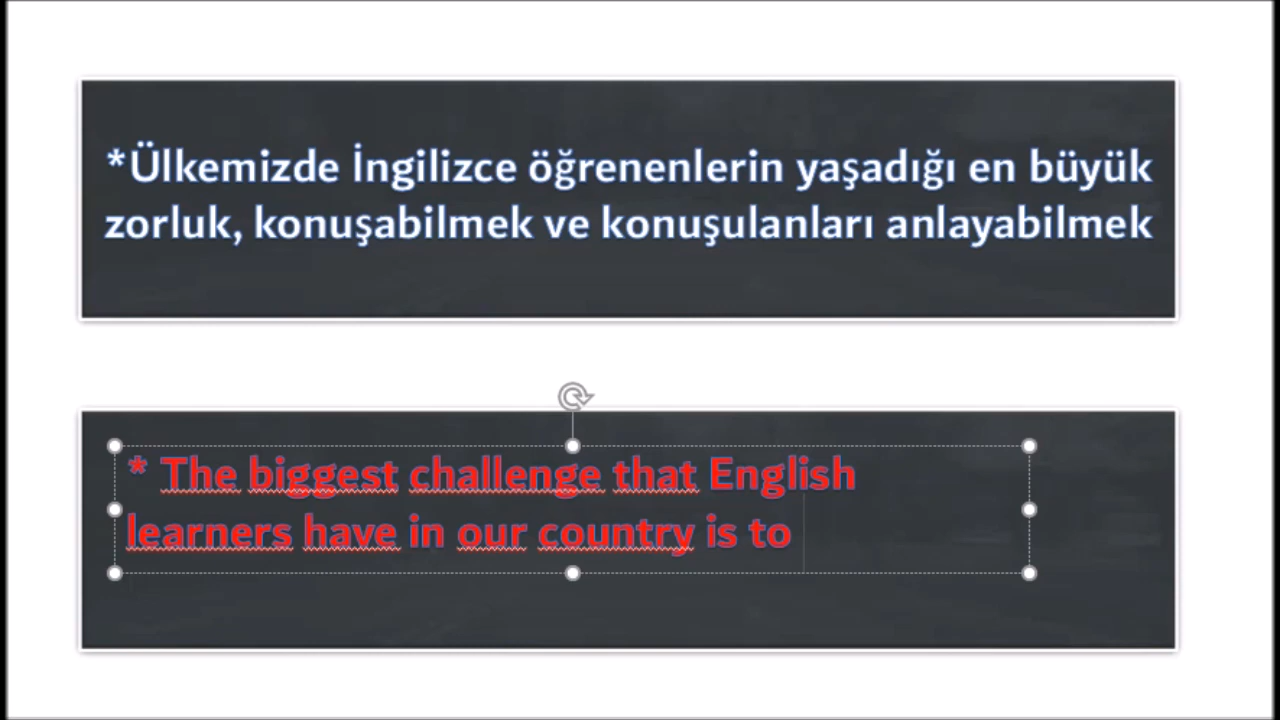 *Ülkemizde İngilizce öğrenenlerin yaşadığı en büyük
zorluk, konuşabilmek ve konuşulanları anlayabilmek
* The biggest challenge that English
learners have in our country is to